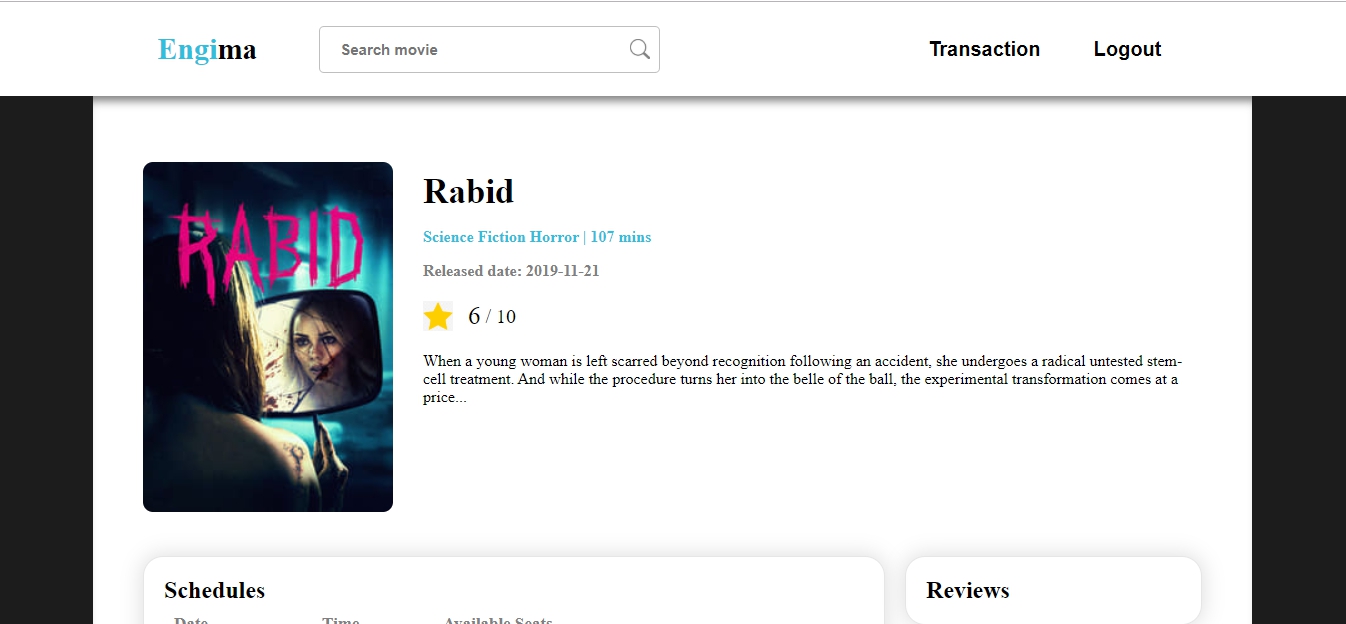 Engima
Search movie
Transaction
Logout
RABID
Rabid
Science Fiction Horror | 107 mins
Released date: 2019-11-21
6 / 10
When a young woman is left scarred beyond recognition following an accident, she undergoes a radical untested stem-
cell treatment. And while the procedure turns her into the belle of the ball, the experimental transformation comes at a
price...
Schedules
Reviews
Date
Time
Available Seats